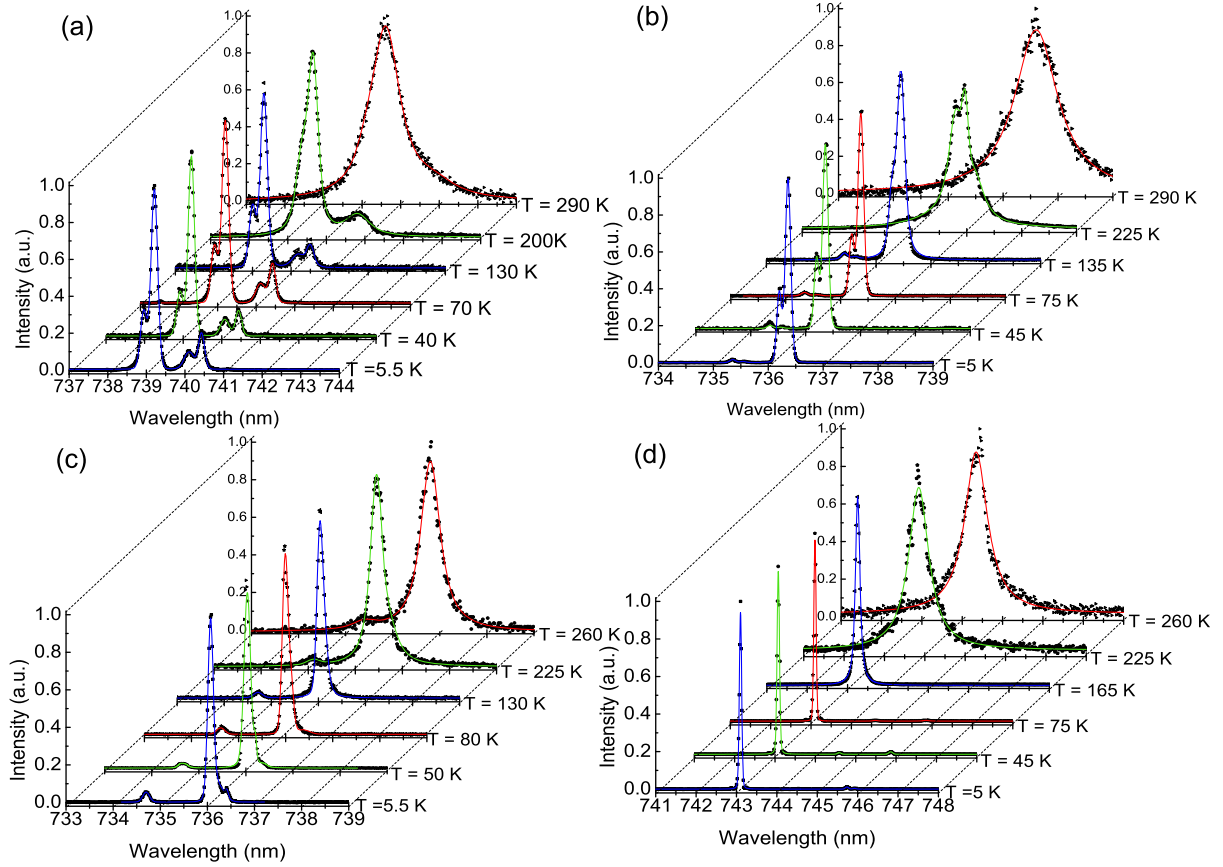 (a)
1.0
0.8
0.6
0.4
0.2
0.0
T = 290 K
T = 200K
T = 130 K
T = 70 K
T = 40 K
T =5.5 K
1.0
0.8
0.6
0.4
0.2
0.0
Intensity (a.u.)
737 738 739 740 741 742 743 744
Wavelength (nm)
(b)
1.0
0.8
0.6
0.4
0.2
0.0
T = 290 K
T = 225 K
T = 135 K
T = 75 K
T = 45 K
T =5 K
1.0
0.8
0.6
0.4
0.2
0.0
Intensity (a.u.)
734 735 736 737 738 739
Wavelength (nm)
(c)
1.0
0.8
0.6
0.4
0.2
0.0
T = 260 K
T = 225 K
T = 130 K
T = 80 K
T = 50 K
T =5.5 K
1.0
0.8
0.6
0.4
0.2
0.0
Intensity (a.u.)
733 734 735 736 737 738 739
Wavelength (nm)
(d)
1.0
0.8
0.6
0.4
0.2
0.0
T = 260 K
T = 225 K
T = 165 K
T = 75 K
T = 45 K
T =5 K
1.0
0.8
0.6
0.4
0.2
0.0
Intensity (a.u.)
741 742 743 744 745 746 747 748
Wavelength (nm)